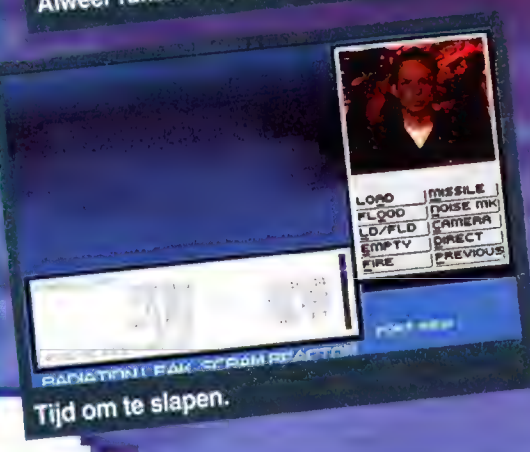 Alweer
LOAD MISSILE
FLOOD NOISE MK
LD/FLD CAMERA
EMPTY DIRECT
FIRE PREVIOUS
RADIATION LEAK, SCRAM REACTOR
Tijd om te slapen.